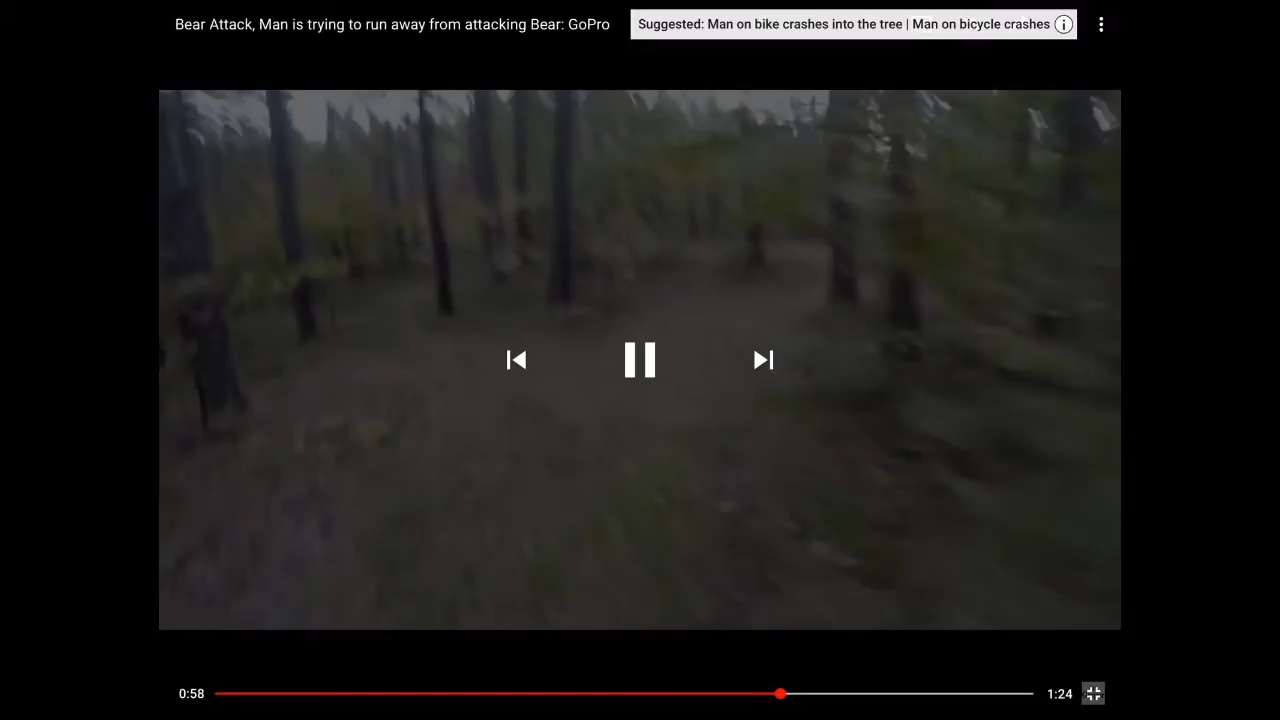 Bear Attack, Man is trying to run away from attacking Bear: GoPro
Suggested: Man on bike crashes into the tree | Man on bicycle crashes
0:58
1:24